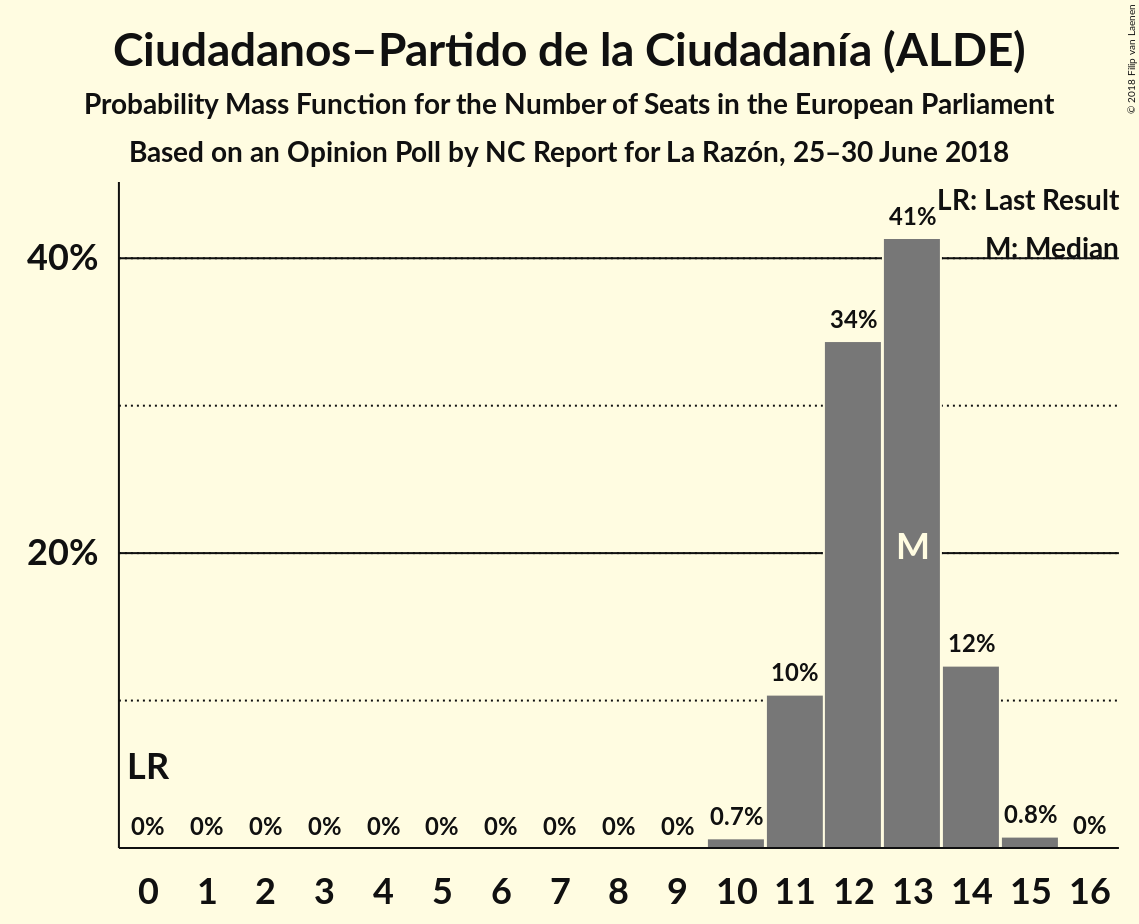 Ciudadanos–Partido de la Ciudadanía (ALDE)
Probability Mass Function for the Number of Seats in the European Parliament
Based on an Opinion Poll by NC Report for La Razón, 25–30 June 2018
© 2018 Filip van Laenen
LR: Last Result
M: Median
40%
20%
41%
34%
M
12%
10%
LR
0% 0% 0% 0% 0% 0% 0% 0% 0% 0% 0.7% 0.8% 0%
0 1 2 3 4 5 6 7 8 9 10 11 12 13 14 15 16